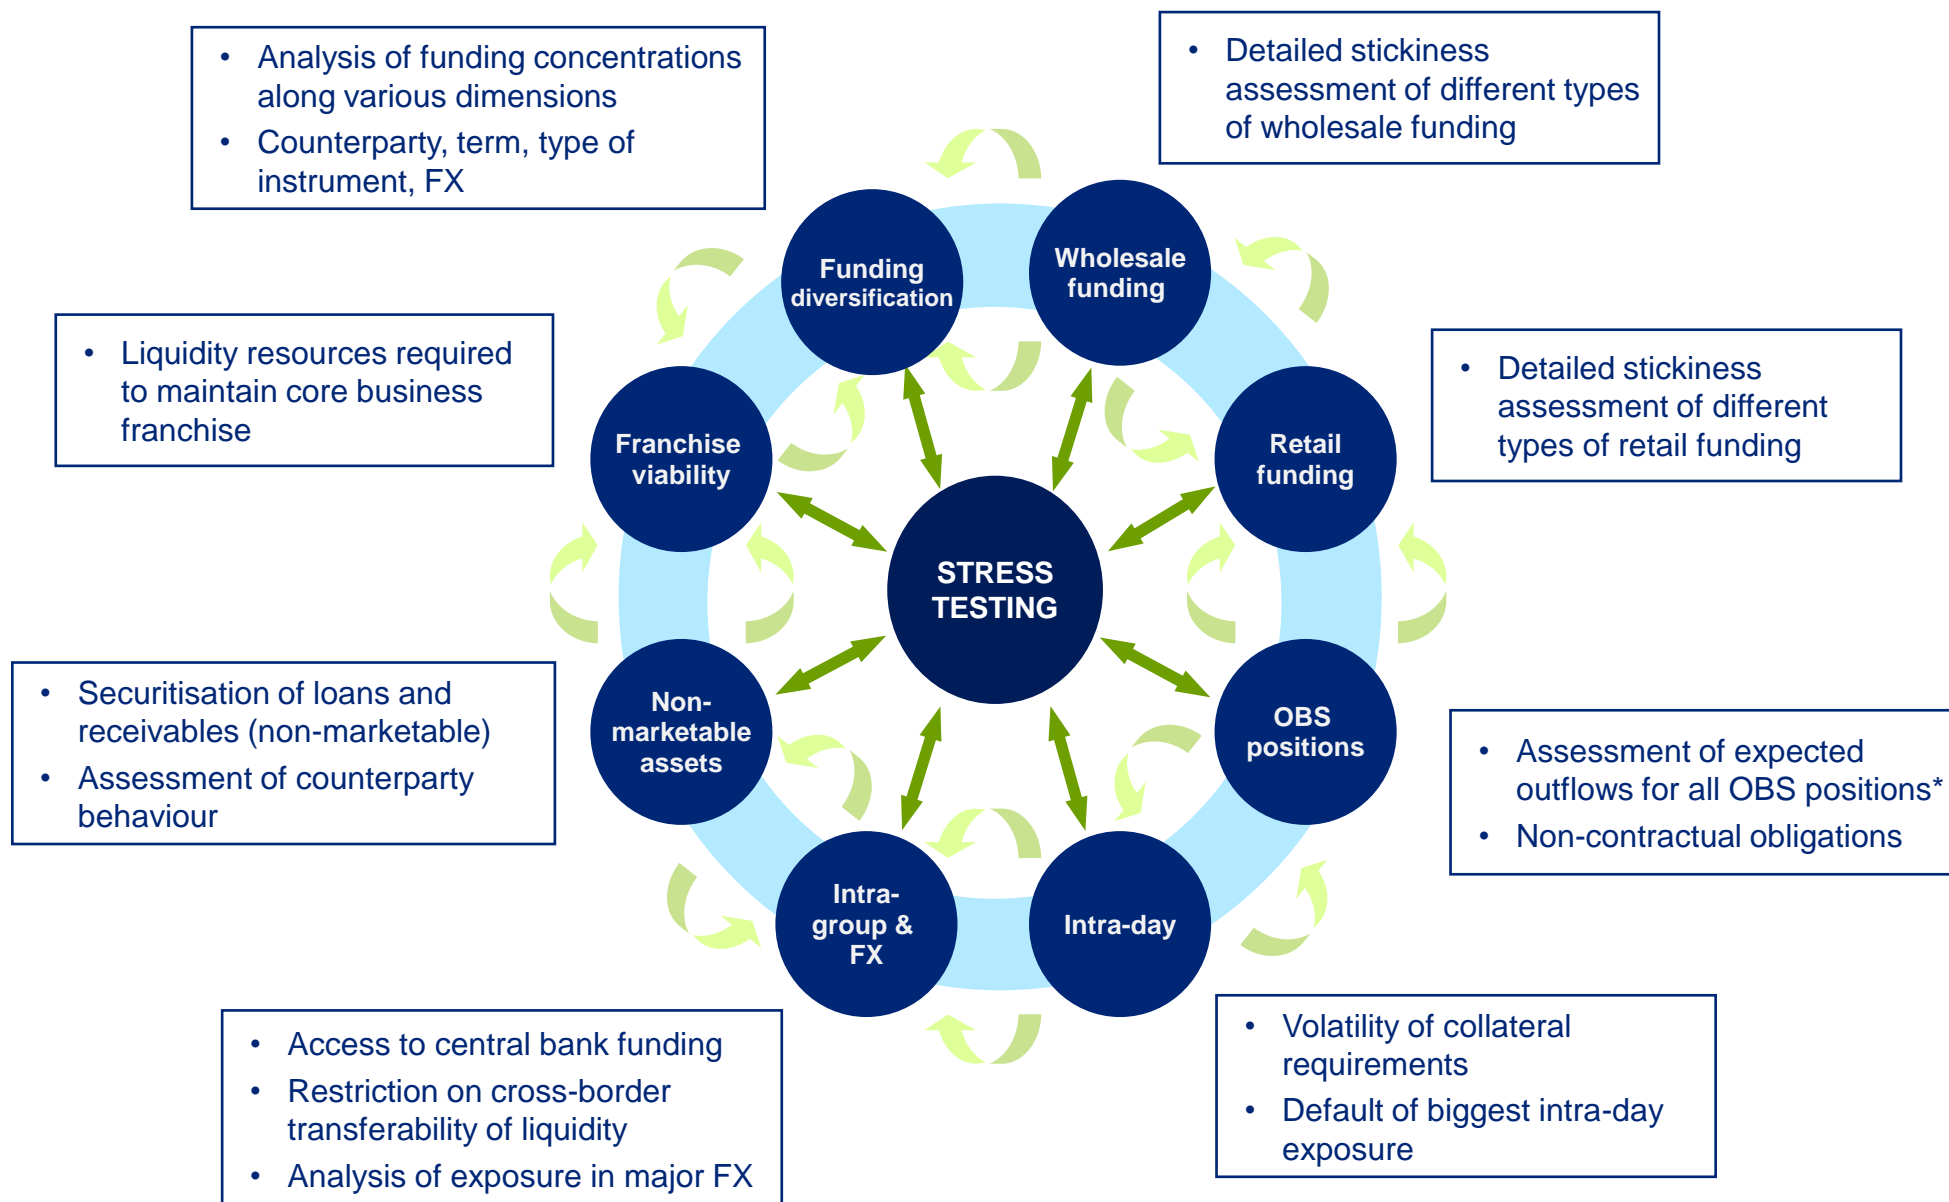 • Analysis of funding concentrations
along various dimensions
• Counterparty, term, type of
instrument, FX
• Detailed stickiness
assessment of different types
of wholesale funding
Funding
diversification
Wholesale
funding
• Liquidity resources required
to maintain core business
franchise
• Detailed stickiness
assessment of different
types of retail funding
Franchise
viability
Retail
funding
STRESS
TESTING
• Securitisation of loans and
receivables (non-marketable)
• Assessment of counterparty
behaviour
Non-
marketable
assets
OBS
positions
• Assessment of expected
outflows for all OBS positions*
• Non-contractual obligations
Intra-
group &
FX
Intra-day
• Access to central bank funding
• Restriction on cross-border
transferability of liquidity
• Analysis of exposure in major FX
• Volatility of collateral
requirements
• Default of biggest intra-day
exposure